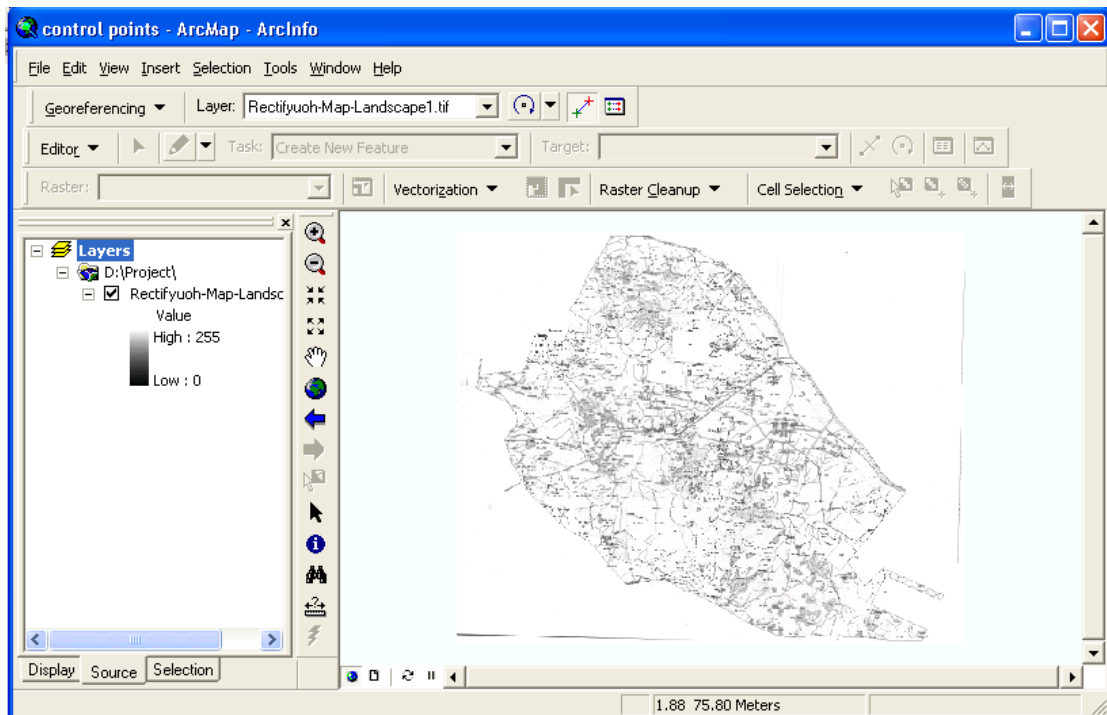 control points - ArcMap - ArcInfo
File Edit View Insert Selection Tools Window Help
Georeferencing Layer: Rectifyuoh-Map-Landscape1.tif
Editor Task: Create New Feature Target:
Raster: Vectorization Raster Cleanup Cell Selection
Layers
D:\Project\
Rectifyuoh-Map-Landsc
Value
High : 255
Low : 0
Display Source Selection
1.88 75.80 Meters